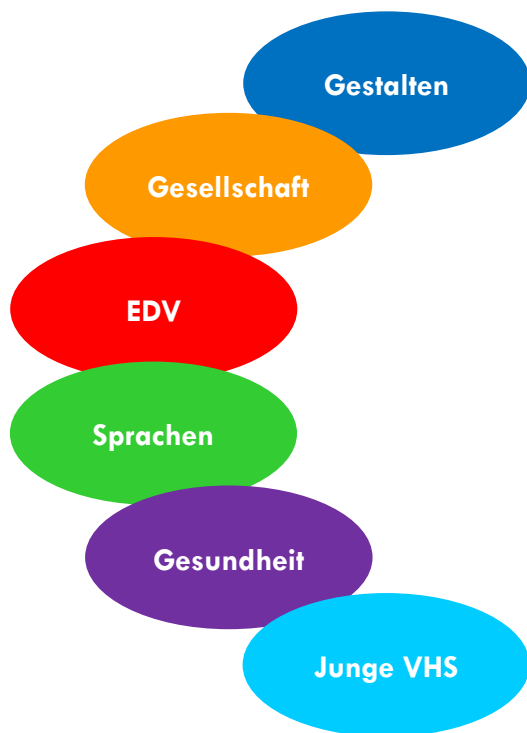 Gestalten
Gesellschaft
EDV
Sprachen
Gesundheit
Junge VHS